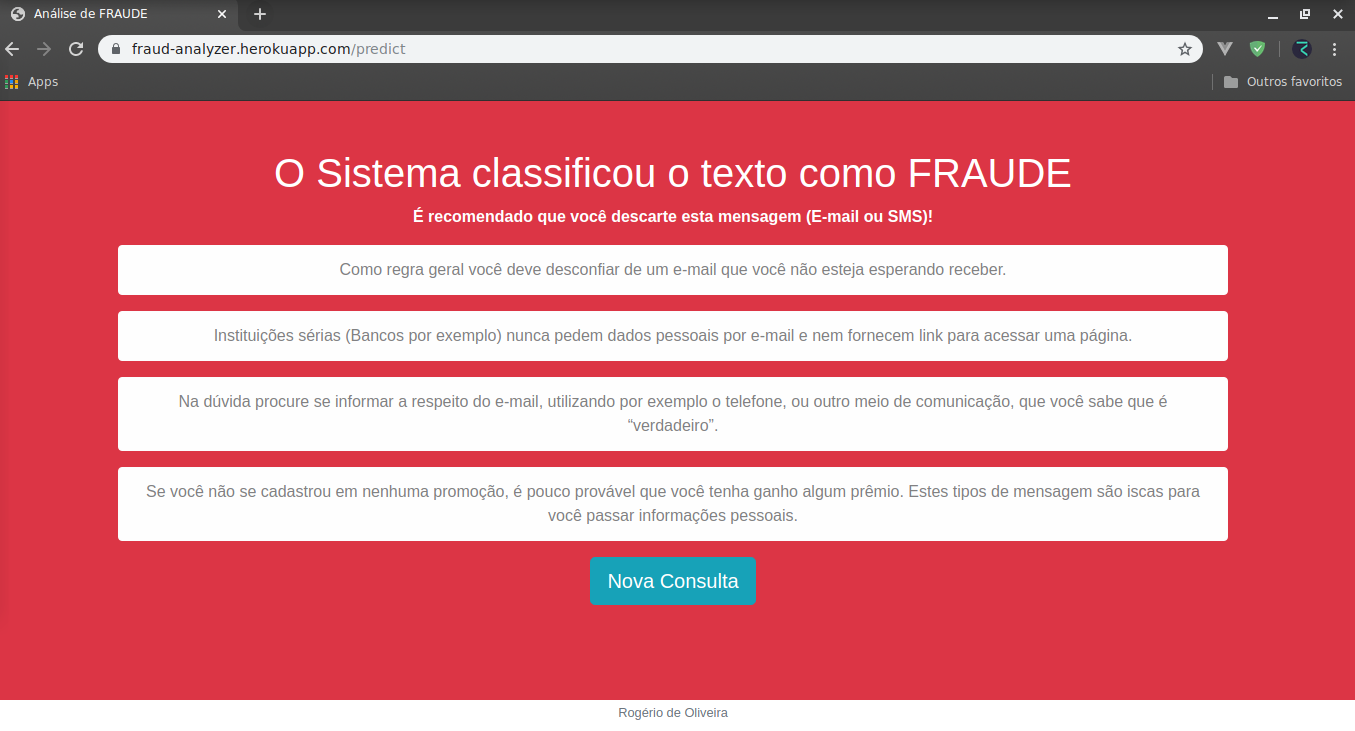 Análise de FRAUDE
fraud-analyzer.herokuapp.com/predict
Apps
Outros favoritos
O Sistema classificou o texto como FRAUDE
É recomendado que você descarte esta mensagem (E-mail ou SMS)!
Como regra geral você deve desconfiar de um e-mail que você não esteja esperando receber.
Instituições sérias (Bancos por exemplo) nunca pedem dados pessoais por e-mail e nem fornecem link para acessar uma página.
Na dúvida procure se informar a respeito do e-mail, utilizando por exemplo o telefone, ou outro meio de comunicação, que você sabe que é
“verdadeiro”.
Se você não se cadastrou em nenhuma promoção, é pouco provável que você tenha ganho algum prêmio. Estes tipos de mensagem são iscas para
você passar informações pessoais.
Nova Consulta
Rogério de Oliveira